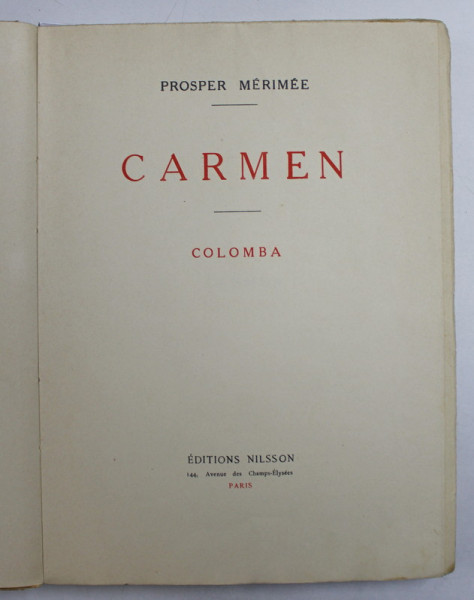 PROSPER MÉRIMÉE
CARMEN
COLOMBA
ÉDITIONS NILSSON
144, Avenue des Champs-Élysées
PARIS